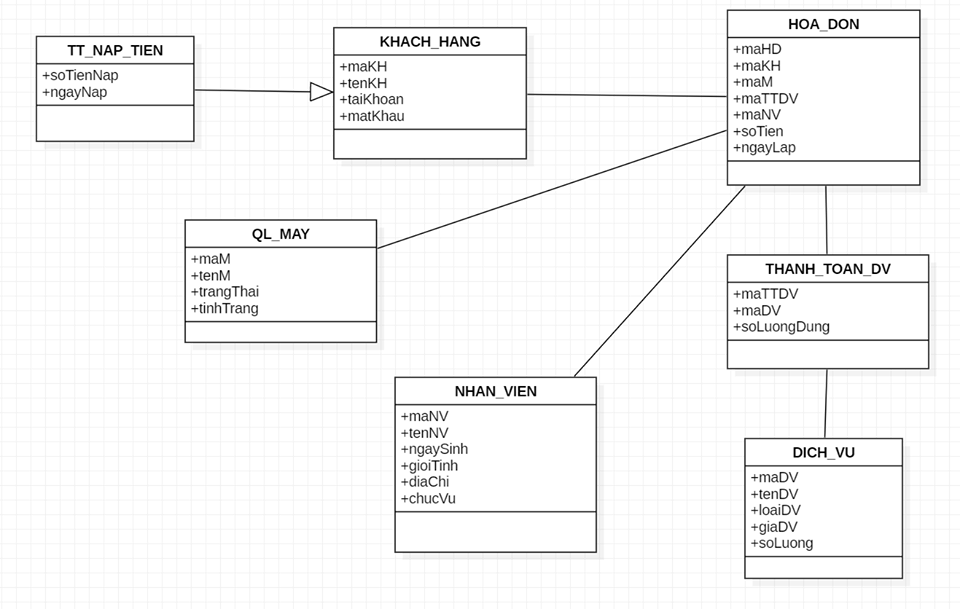 TT_NAP_TIEN
+soTienNap
+ngayNap
KHACH_HANG
+maKH
+tenKH
+taiKhoan
+matKhau
HOA_DON
+maHD
+maKH
+maM
+maTTDV
+maNV
+soTien
+ngayLap
QL_MAY
+maM
+tenM
+trangThai
+tinhTrang
THANH_TOAN_DV
+maTTDV
+maDV
+soLuongDung
NHAN_VIEN
+maNV
+tenNV
+ngaySinh
+gioiTinh
+diaChi
+chucVu
DICH_VU
+maDV
+tenDV
+loaiDV
+giaDV
+soLuong